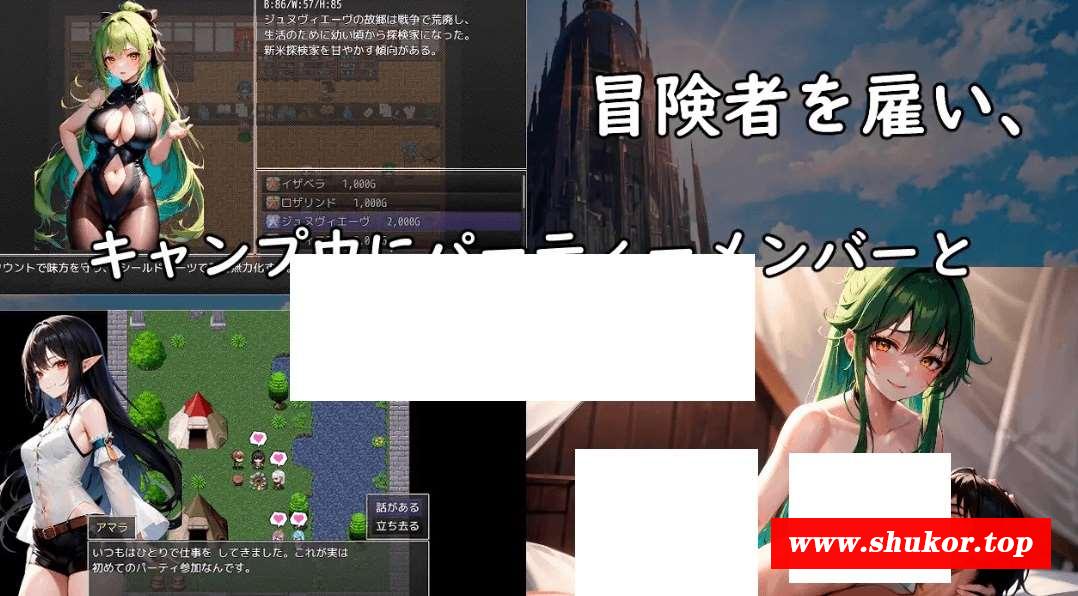 B:86/W:57/H:85
ジュヌヴィエーヴの故郷は戦争で荒廃し、
生活のために幼い頃から探検家になった。
新米探検家を甘やかす傾向がある。
冒険者を雇い、
イザベラ 1,000G
ロザリンド 1,000G
ジュヌヴィエーヴ 2,000G
キャンプ中にパーティーメンバーと
話がある
立ち去る
アマラ
いつもはひとりで仕事を してきました。これが実は
初めてのパーティ参加なんです。
www.shukor.top